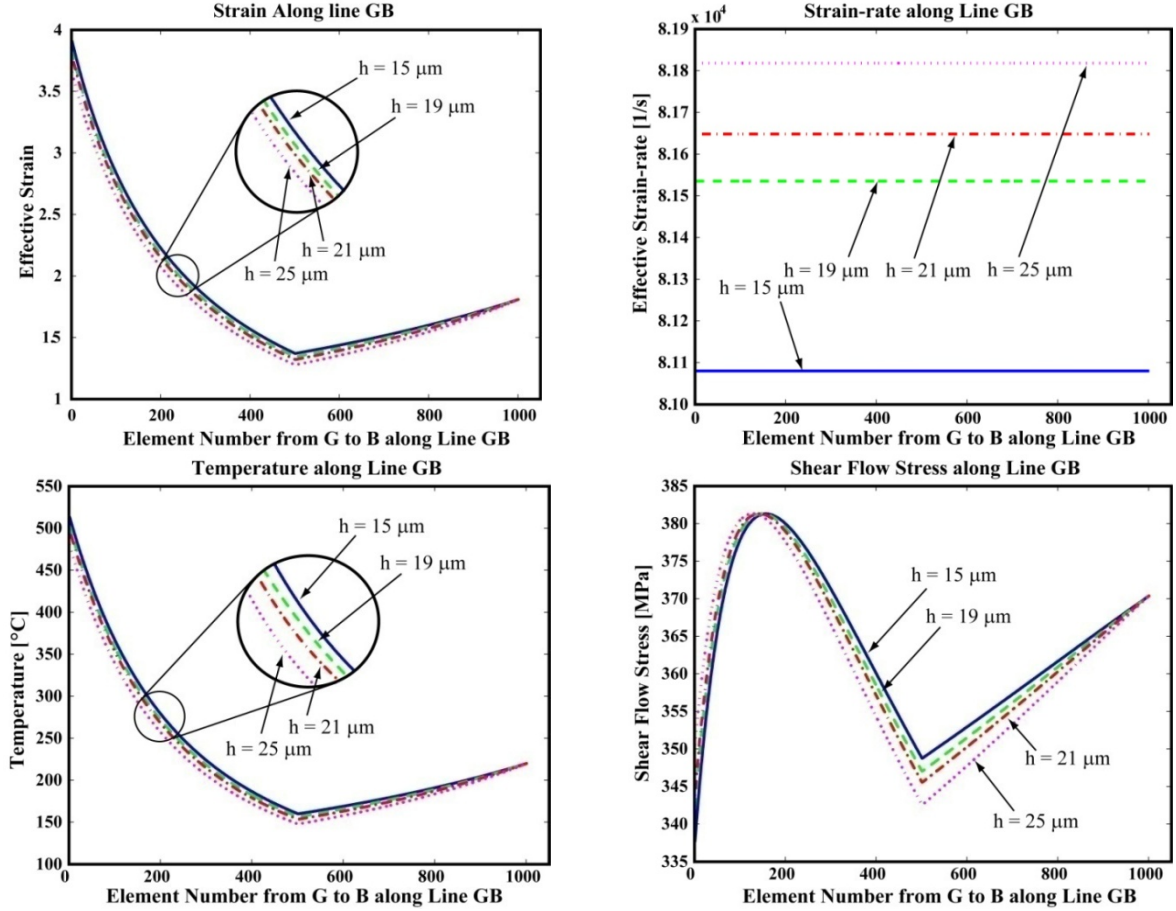 Strain Along line GB
4
3.5
3
2.5
2
1.5
1
Effective Strain
h = 15 μm
h = 19 μm
h = 21 μm
h = 25 μm
0 200 400 600 800 1000
Element Number from G to B along Line GB
Strain-rate along Line GB
x 10⁴
8.19
8.18
8.17
8.16
8.15
8.14
8.13
8.12
8.11
8.10
Effective Strain-rate [1/s]
h = 19 μm
h = 21 μm
h = 25 μm
h = 15 μm
0 200 400 600 800 1000
Element Number from G to B along Line GB
Temperature along Line GB
550
500
450
400
350
300
250
200
150
100
Temperature [°C]
h = 15 μm
h = 19 μm
h = 21 μm
h = 25 μm
0 200 400 600 800 1000
Element Number from G to B along Line GB
Shear Flow Stress along Line GB
385
380
375
370
365
360
355
350
345
340
335
Shear Flow Stress [MPa]
h = 15 μm
h = 19 μm
h = 21 μm
h = 25 μm
0 200 400 600 800 1000
Element Number from G to B along Line GB